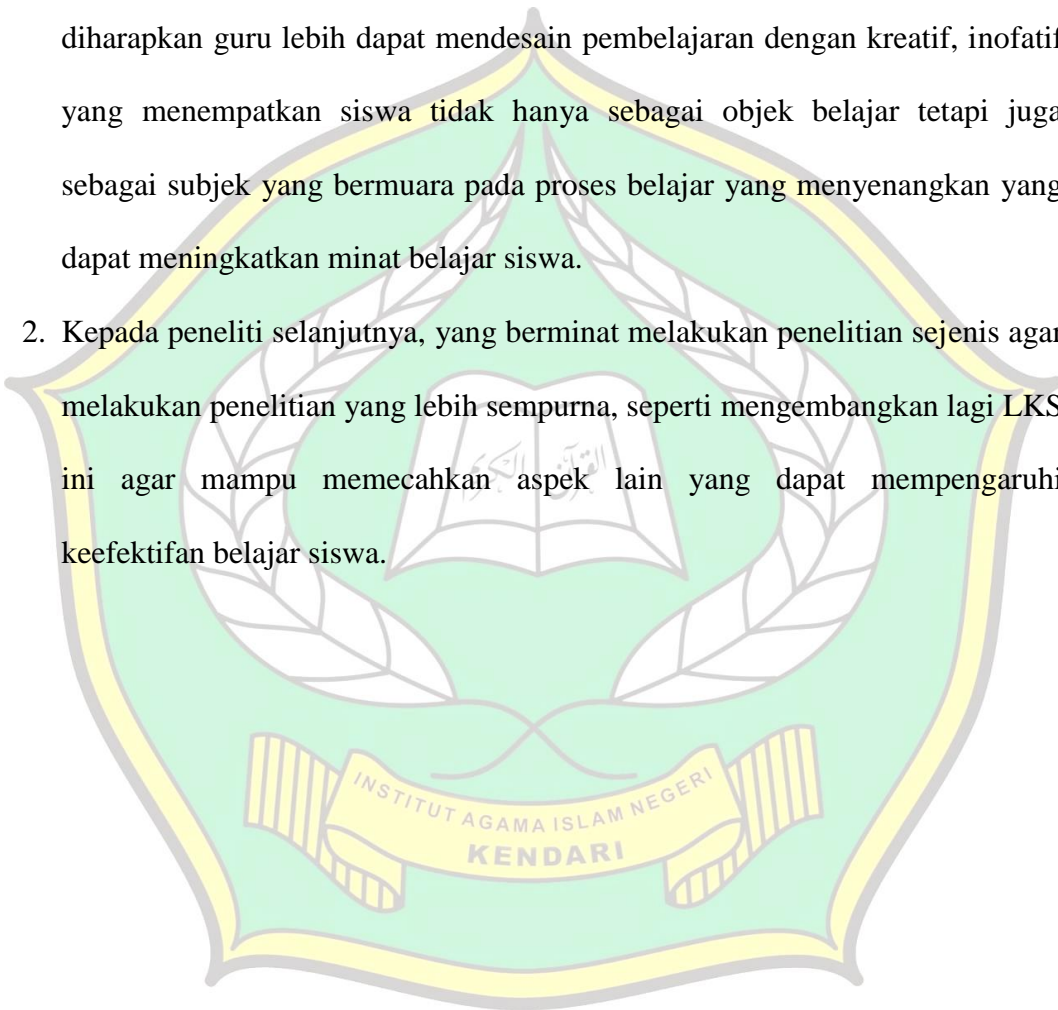 diharapkan guru lebih dapat mendesain pembelajaran dengan kreatif, inofatif
yang menempatkan siswa tidak hanya sebagai objek belajar tetapi juga
sebagai subjek yang bermuara pada proses belajar yang menyenangkan yang
dapat meningkatkan minat belajar siswa.
2. Kepada peneliti selanjutnya, yang berminat melakukan penelitian sejenis agar
melakukan penelitian yang lebih sempurna, seperti mengembangkan lagi LKS
ini agar mampu memecahkan aspek lain yang dapat mempengaruhi
keefektifan belajar siswa.
القرآن الكريم
INSTITUT AGAMA ISLAM NEGERI
KENDARI